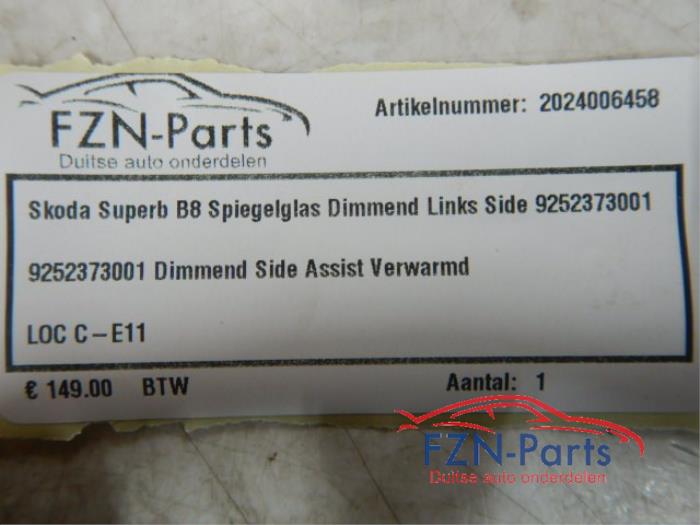 FZN-Parts
Duitse auto onderdelen
Artikelnummer: 2024006458
Skoda Superb B8 Spiegelglas Dimmend Links Side 9252373001
9252373001 Dimmend Side Assist Verwarmd
LOC C-E11
€ 149.00 BTW
Aantal: 1
FZN-Parts
Duitse auto onderdelen